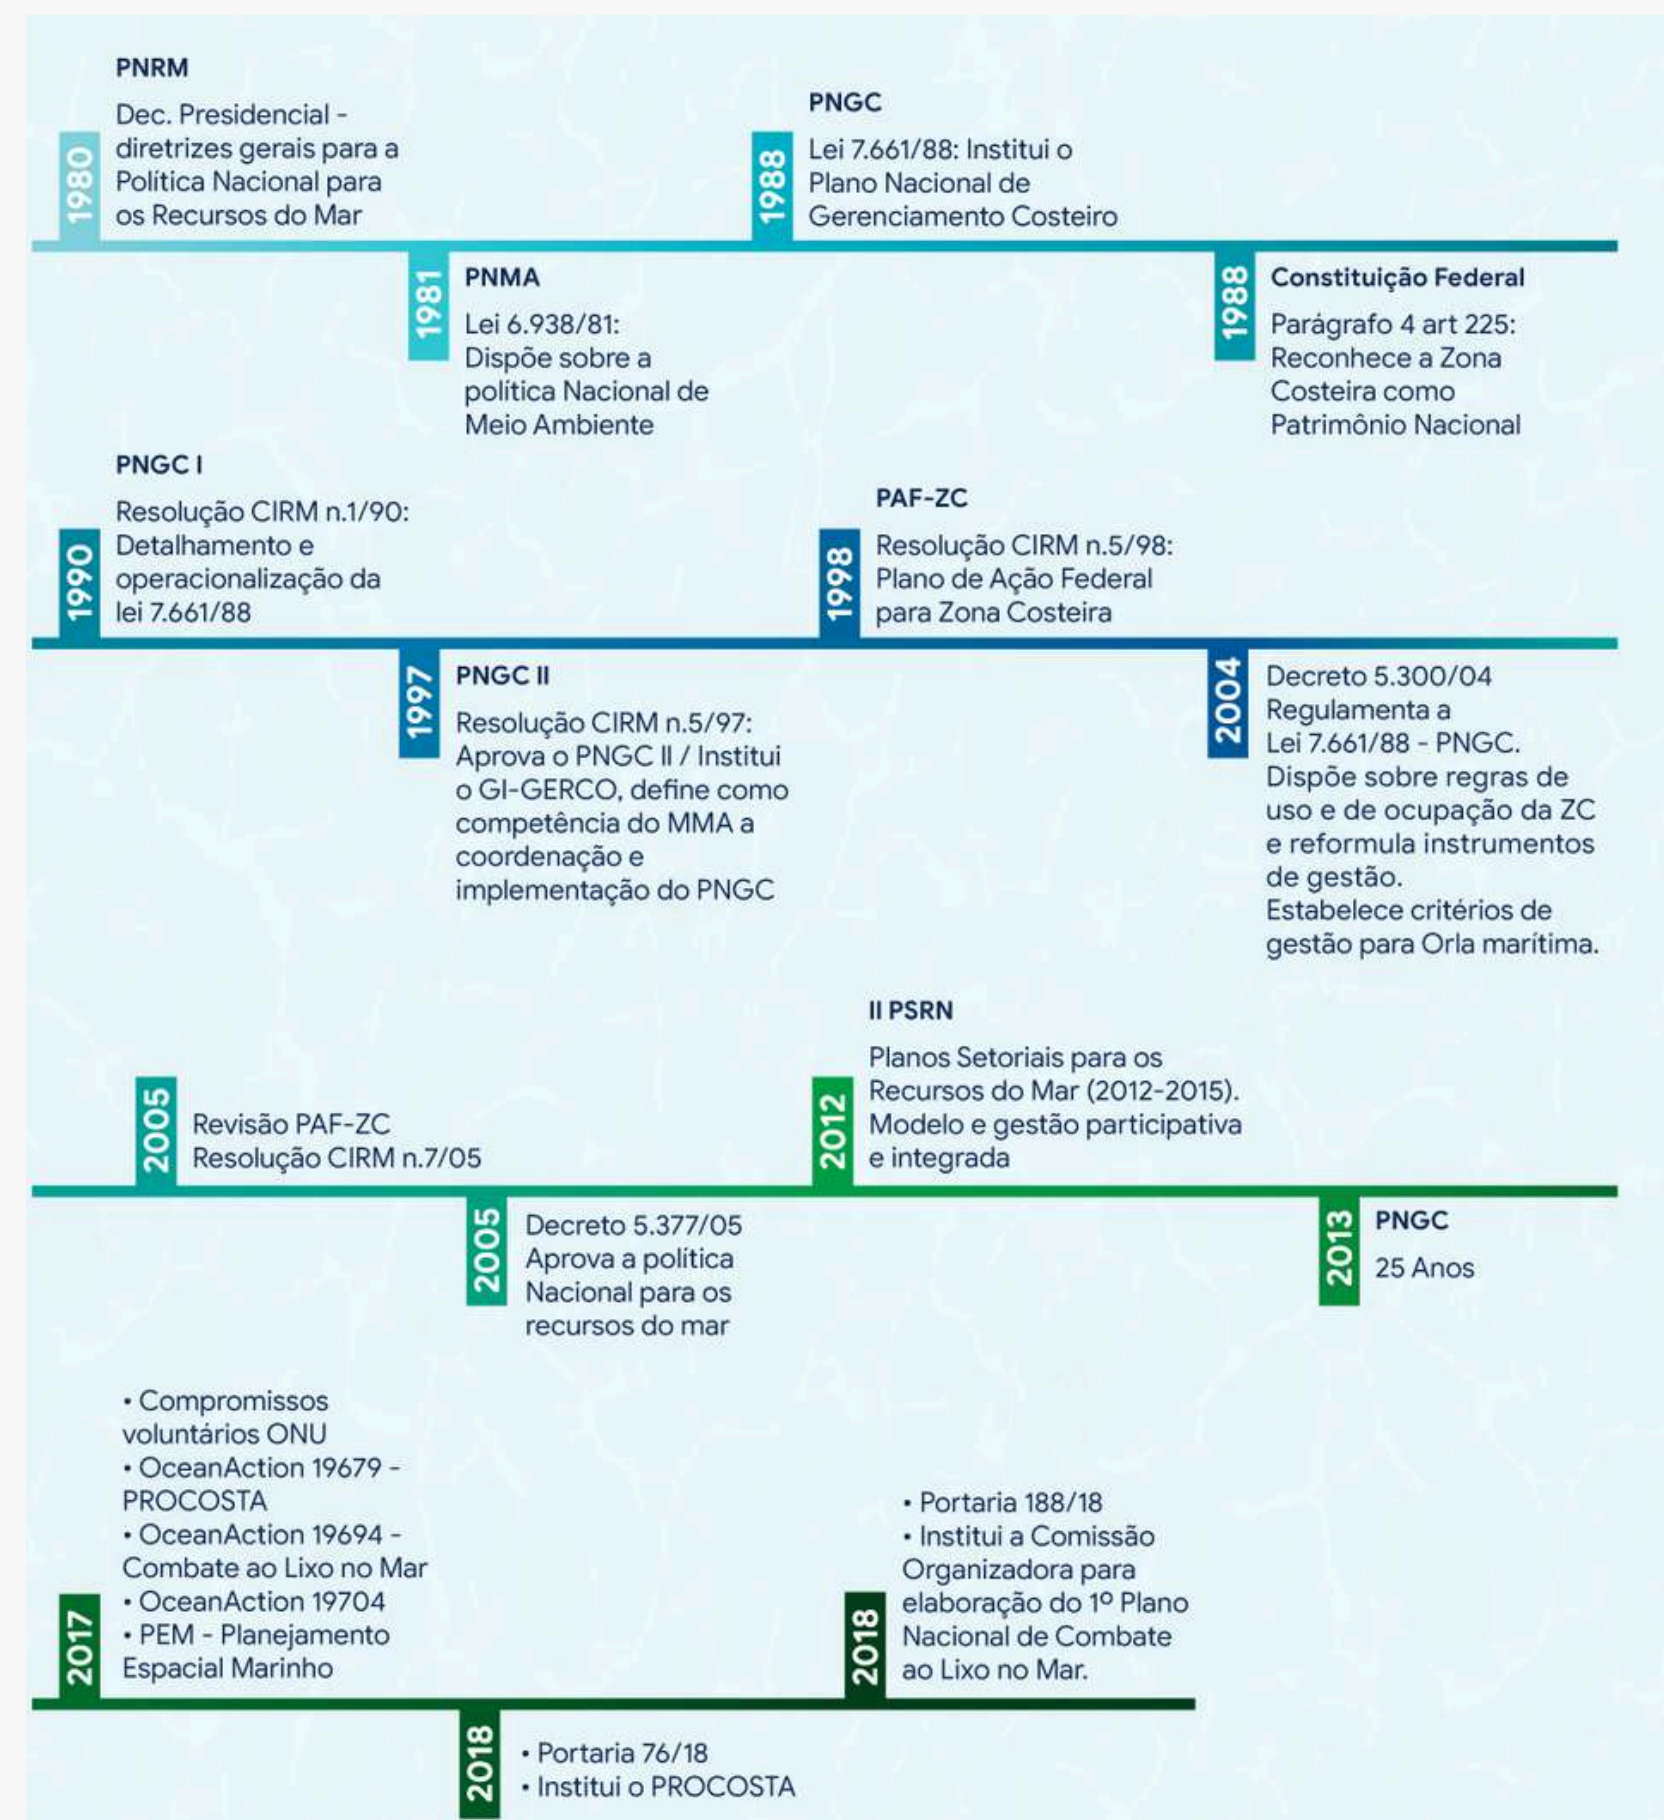 PNRM
1980
Dec. Presidencial -
diretrizes gerais para a
Política Nacional para
os Recursos do Mar
1981
PNMA
Lei 6.938/81:
Dispõe sobre a
política Nacional de
Meio Ambiente
PNGC
1988
Lei 7.661/88: Institui o
Plano Nacional de
Gerenciamento Costeiro
1988
Constituição Federal
Parágrafo 4 art 225:
Reconhece a Zona
Costeira como
Patrimônio Nacional
PNGC I
1990
Resolução CIRM n.1/90:
Detalhamento e
operacionalização da
lei 7.661/88
1997
PNGC II
Resolução CIRM n.5/97:
Aprova o PNGC II / Institui
o GI-GERCO, define como
competência do MMA a
coordenação e
implementação do PNGC
PAF-ZC
1998
Resolução CIRM n.5/98:
Plano de Ação Federal
para Zona Costeira
2004
Decreto 5.300/04
Regulamenta a
Lei 7.661/88 - PNGC.
Dispõe sobre regras de
uso e de ocupação da ZC
e reformula instrumentos
de gestão.
Estabelece critérios de
gestão para Orla marítima.
2005
Revisão PAF-ZC
Resolução CIRM n.7/05
2005
Decreto 5.377/05
Aprova a política
Nacional para os
recursos do mar
II PSRN
2012
Planos Setoriais para os
Recursos do Mar (2012-2015).
Modelo e gestão participativa
e integrada
2013
PNGC
25 Anos
2017
• Compromissos
voluntários ONU
• OceanAction 19679 -
PROCOSTA
• OceanAction 19694 -
Combate ao Lixo no Mar
• OceanAction 19704
• PEM - Planejamento
Espacial Marinho
2018
• Portaria 76/18
• Institui o PROCOSTA
2018
• Portaria 188/18
• Institui a Comissão
Organizadora para
elaboração do 1º Plano
Nacional de Combate
ao Lixo no Mar.